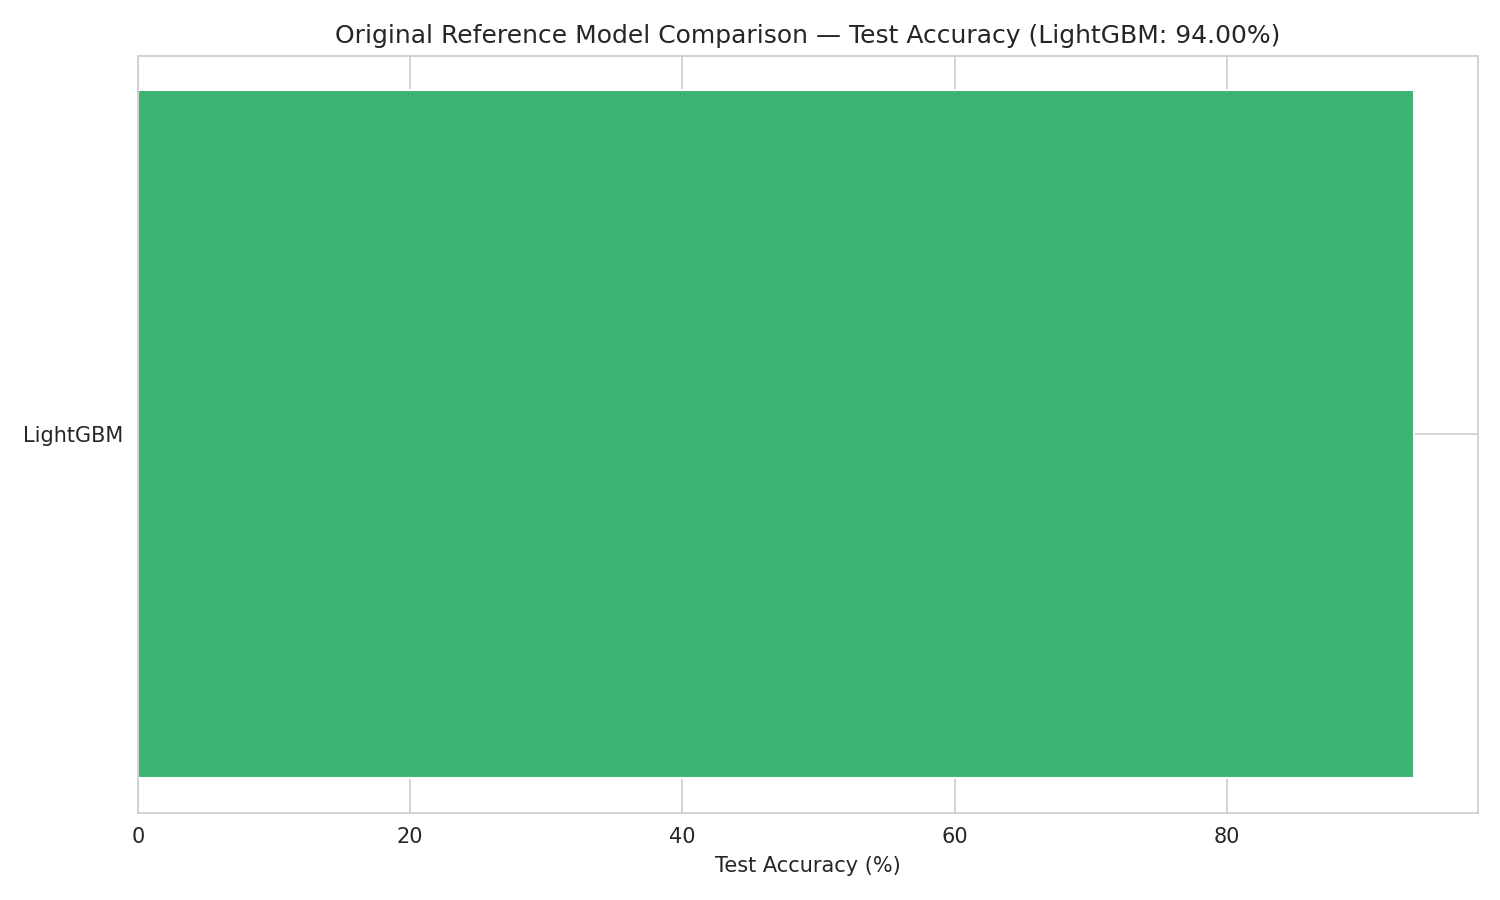 Original Reference Model Comparison — Test Accuracy (LightGBM: 94.00%)
LightGBM
0 20 40 60 80
Test Accuracy (%)